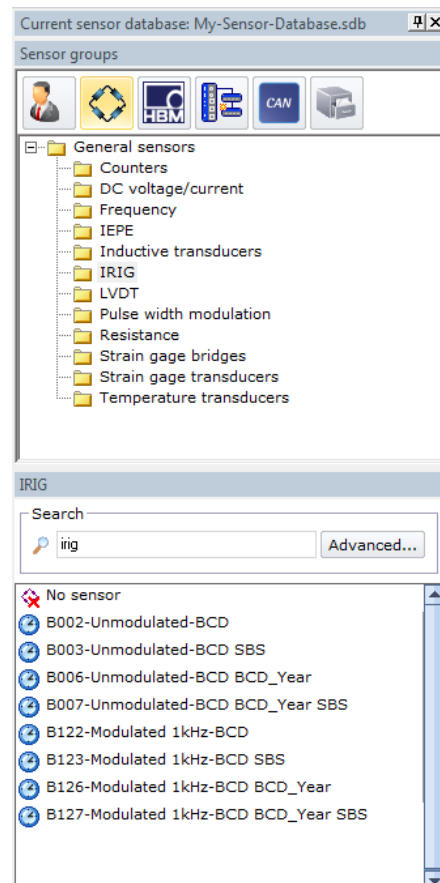 Current sensor database: My-Sensor-Database.sdb
Sensor groups
HBM
CAN
General sensors
Counters
DC voltage/current
Frequency
IEPE
Inductive transducers
IRIG
LVDT
Pulse width modulation
Resistance
Strain gage bridges
Strain gage transducers
Temperature transducers
IRIG
Search
irig
Advanced...
No sensor
B002-Unmodulated-BCD
B003-Unmodulated-BCD SBS
B006-Unmodulated-BCD BCD_Year
B007-Unmodulated-BCD BCD_Year SBS
B122-Modulated 1kHz-BCD
B123-Modulated 1kHz-BCD SBS
B126-Modulated 1kHz-BCD BCD_Year
B127-Modulated 1kHz-BCD BCD_Year SBS